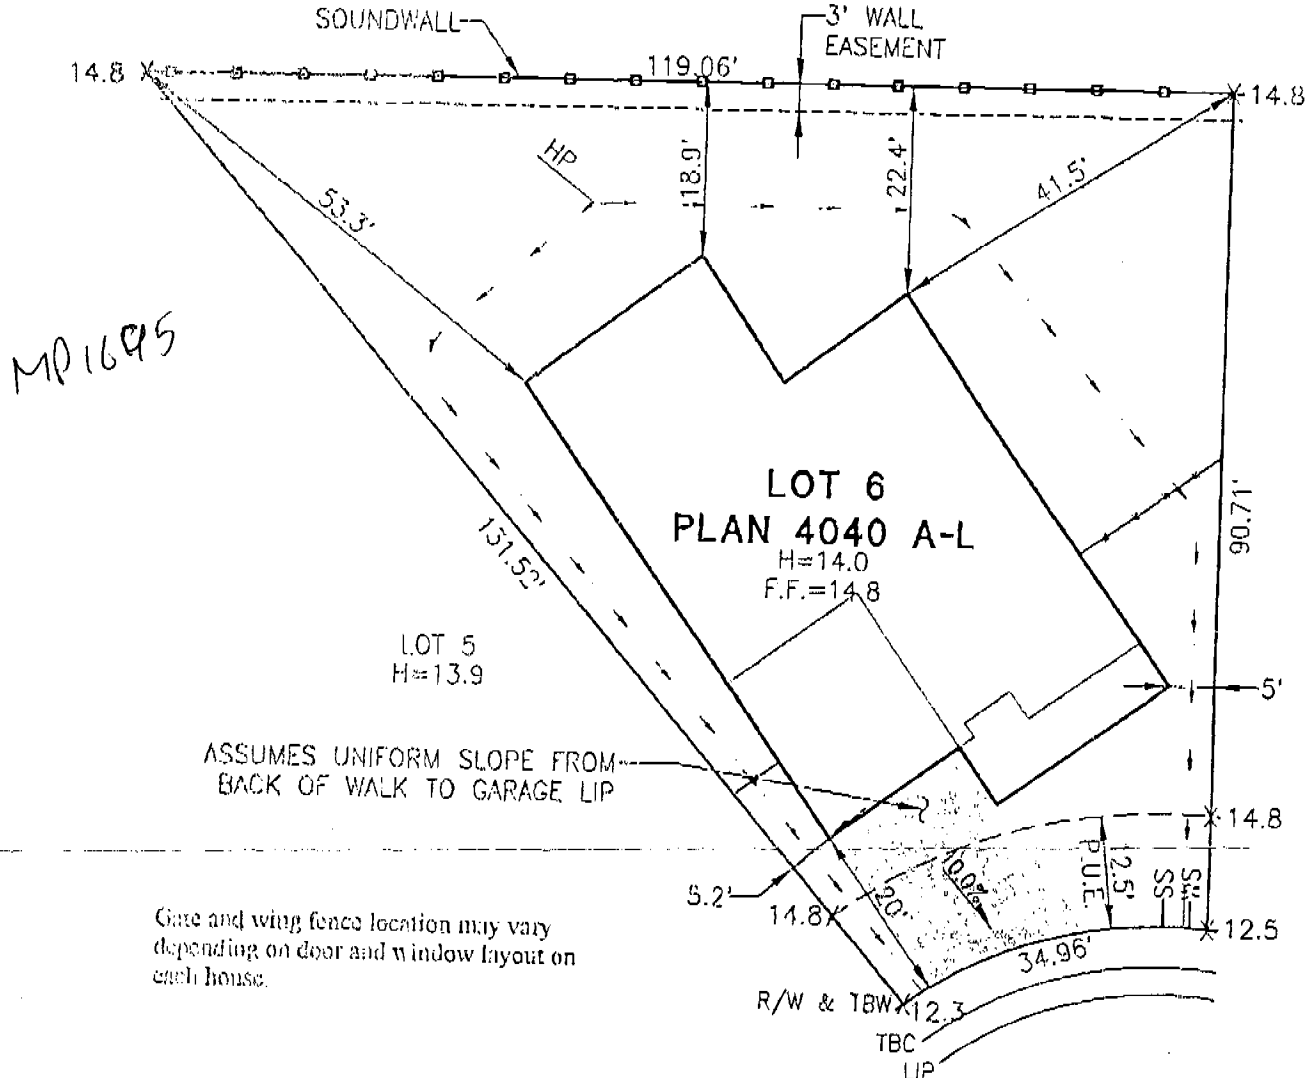 SOUNDWALL
3' WALL
EASEMENT
14.8
119.06'
14.8
HP
53.3'
18.9'
22.4'
41.5'
MP1695
LOT 6
PLAN 4040 A-L
H=14.0
F.F.=14.8
131.52'
90.71'
LOT 5
H=13.9
5'
ASSUMES UNIFORM SLOPE FROM
BACK OF WALK TO GARAGE LIP
14.8
10.0%
P.U.E.
12.5'
SS
5.2'
14.8
20'
12.5
Gate and wing fence location may vary
depending on door and window layout on
each house.
34.96'
R/W & TBW
12.3
TBC
LIP